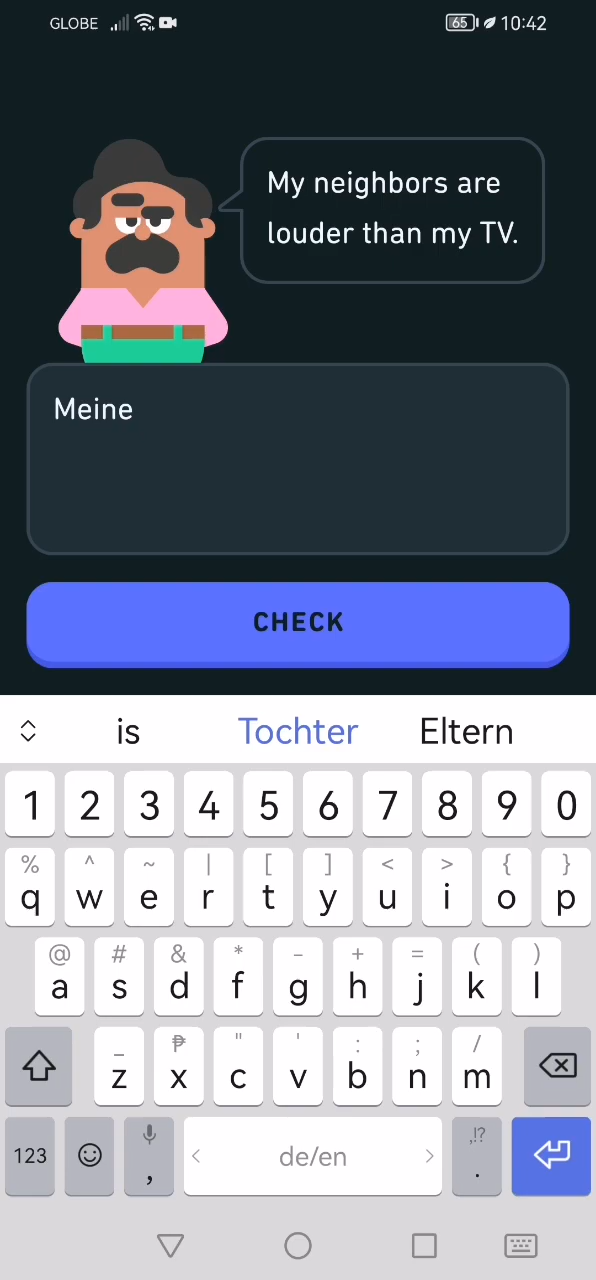 GLOBE 65 10:42
My neighbors are
louder than my TV.
Meine
CHECK
is Tochter Eltern
1 2 3 4 5 6 7 8 9 0
% ^ ~ | [ ] < > { }
q w e r t y u i o p
@ # & * - + = ( )
a s d f g h j k l
_ ₱ " ' : ; /
z x c v b n m
123 , < de/en > ,!? .